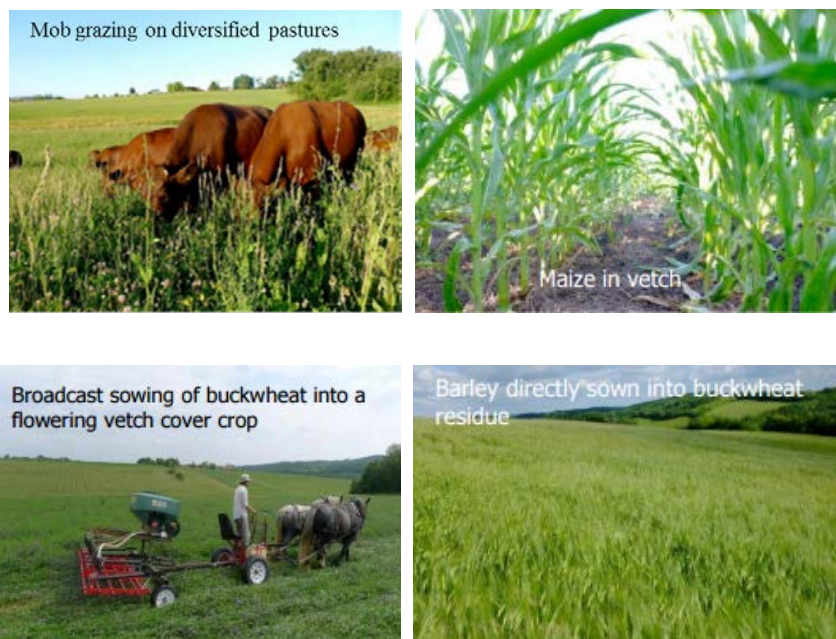 Mob grazing on diversified pastures
Maize in vetch
Broadcast sowing of buckwheat into a
flowering vetch cover crop
Barley directly sown into buckwheat
residue